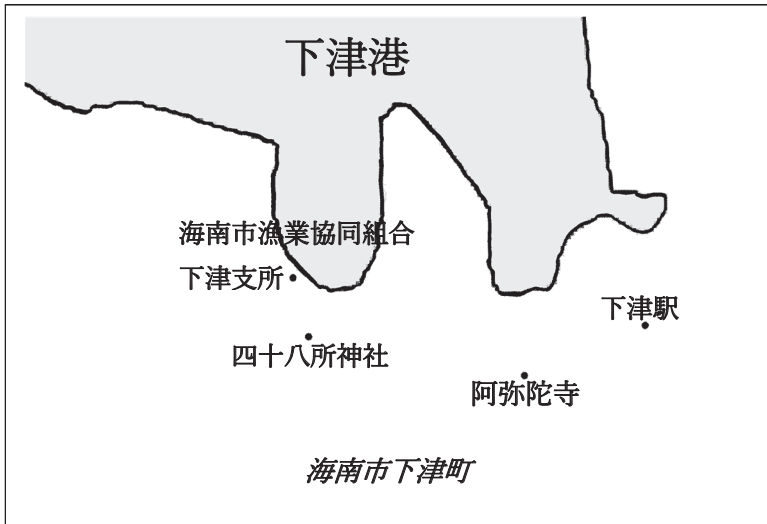 下津港
海南市漁業協同組合
下津支所
下津駅
四十八所神社
阿弥陀寺
海南市下津町